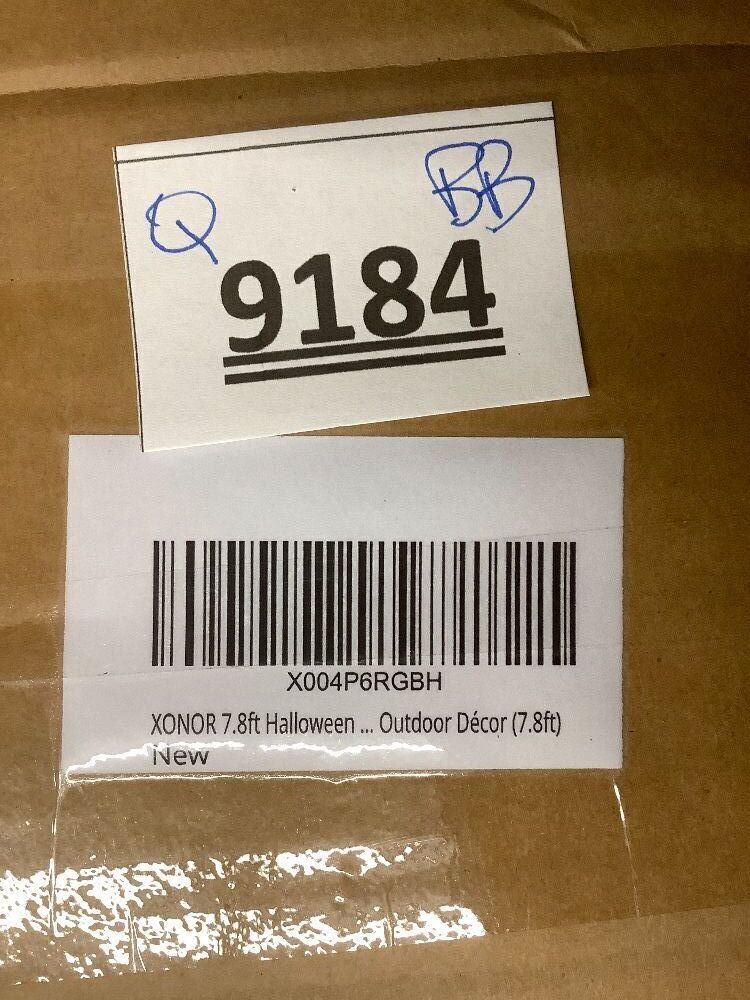 Q BB
9184
X004P6RGBH
XONOR 7.8ft Halloween ... Outdoor Décor (7.8ft)
New